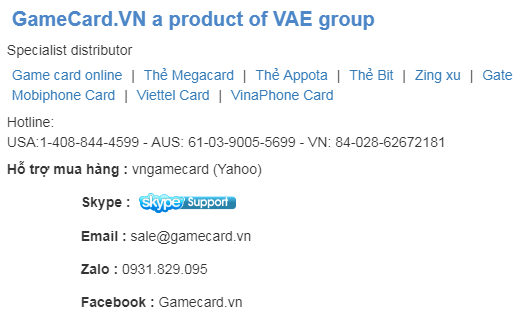 GameCard.VN a product of VAE group
Specialist distributor
Game card online | Thẻ Megacard | Thẻ Appota | Thẻ Bit | Zing xu | Gate
Mobiphone Card | Viettel Card | VinaPhone Card
Hotline:
USA:1-408-844-4599 - AUS: 61-03-9005-5699 - VN: 84-028-62672181
Hỗ trợ mua hàng : vngamecard (Yahoo)
Skype : skype Support
Email : sale@gamecard.vn
Zalo : 0931.829.095
Facebook : Gamecard.vn